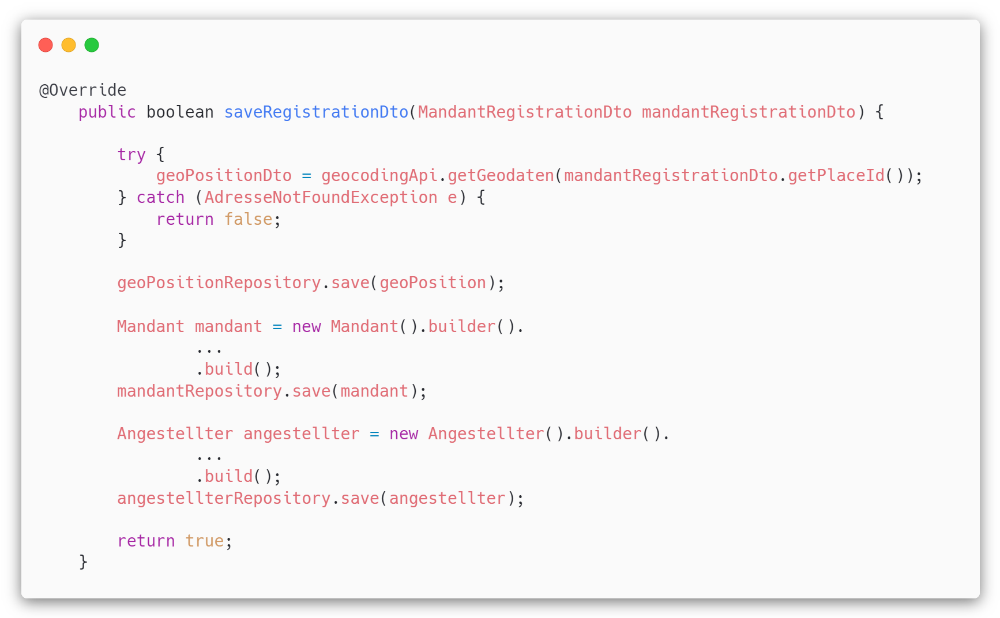 @Override
    public boolean saveRegistrationDto(MandantRegistrationDto mandantRegistrationDto) {

        try {
            geoPositionDto = geocodingApi.getGeodaten(mandantRegistrationDto.getPlaceId());
        } catch (AdresseNotFoundException e) {
            return false;
        }

        geoPositionRepository.save(geoPosition);

        Mandant mandant = new Mandant().builder().
                ...
                .build();
        mandantRepository.save(mandant);

        Angestellter angestellter = new Angestellter().builder().
                ...
                .build();
        angestellterRepository.save(angestellter);

        return true;
    }